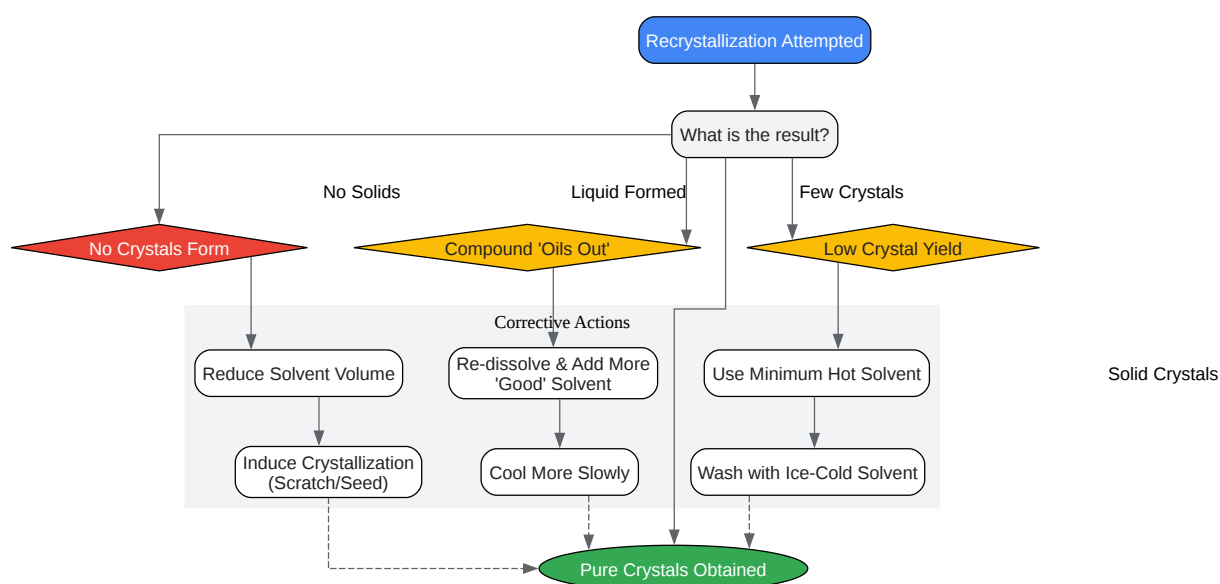 Recrystallization Attempted
What is the result?
No Solids
Liquid Formed
Few Crystals
No Crystals Form
Compound 'Oils Out'
Low Crystal Yield
Corrective Actions
Reduce Solvent Volume
Re-dissolve & Add More
'Good' Solvent
Use Minimum Hot Solvent
Solid Crystals
Induce Crystallization
(Scratch/Seed)
Cool More Slowly
Wash with Ice-Cold Solvent
Pure Crystals Obtained